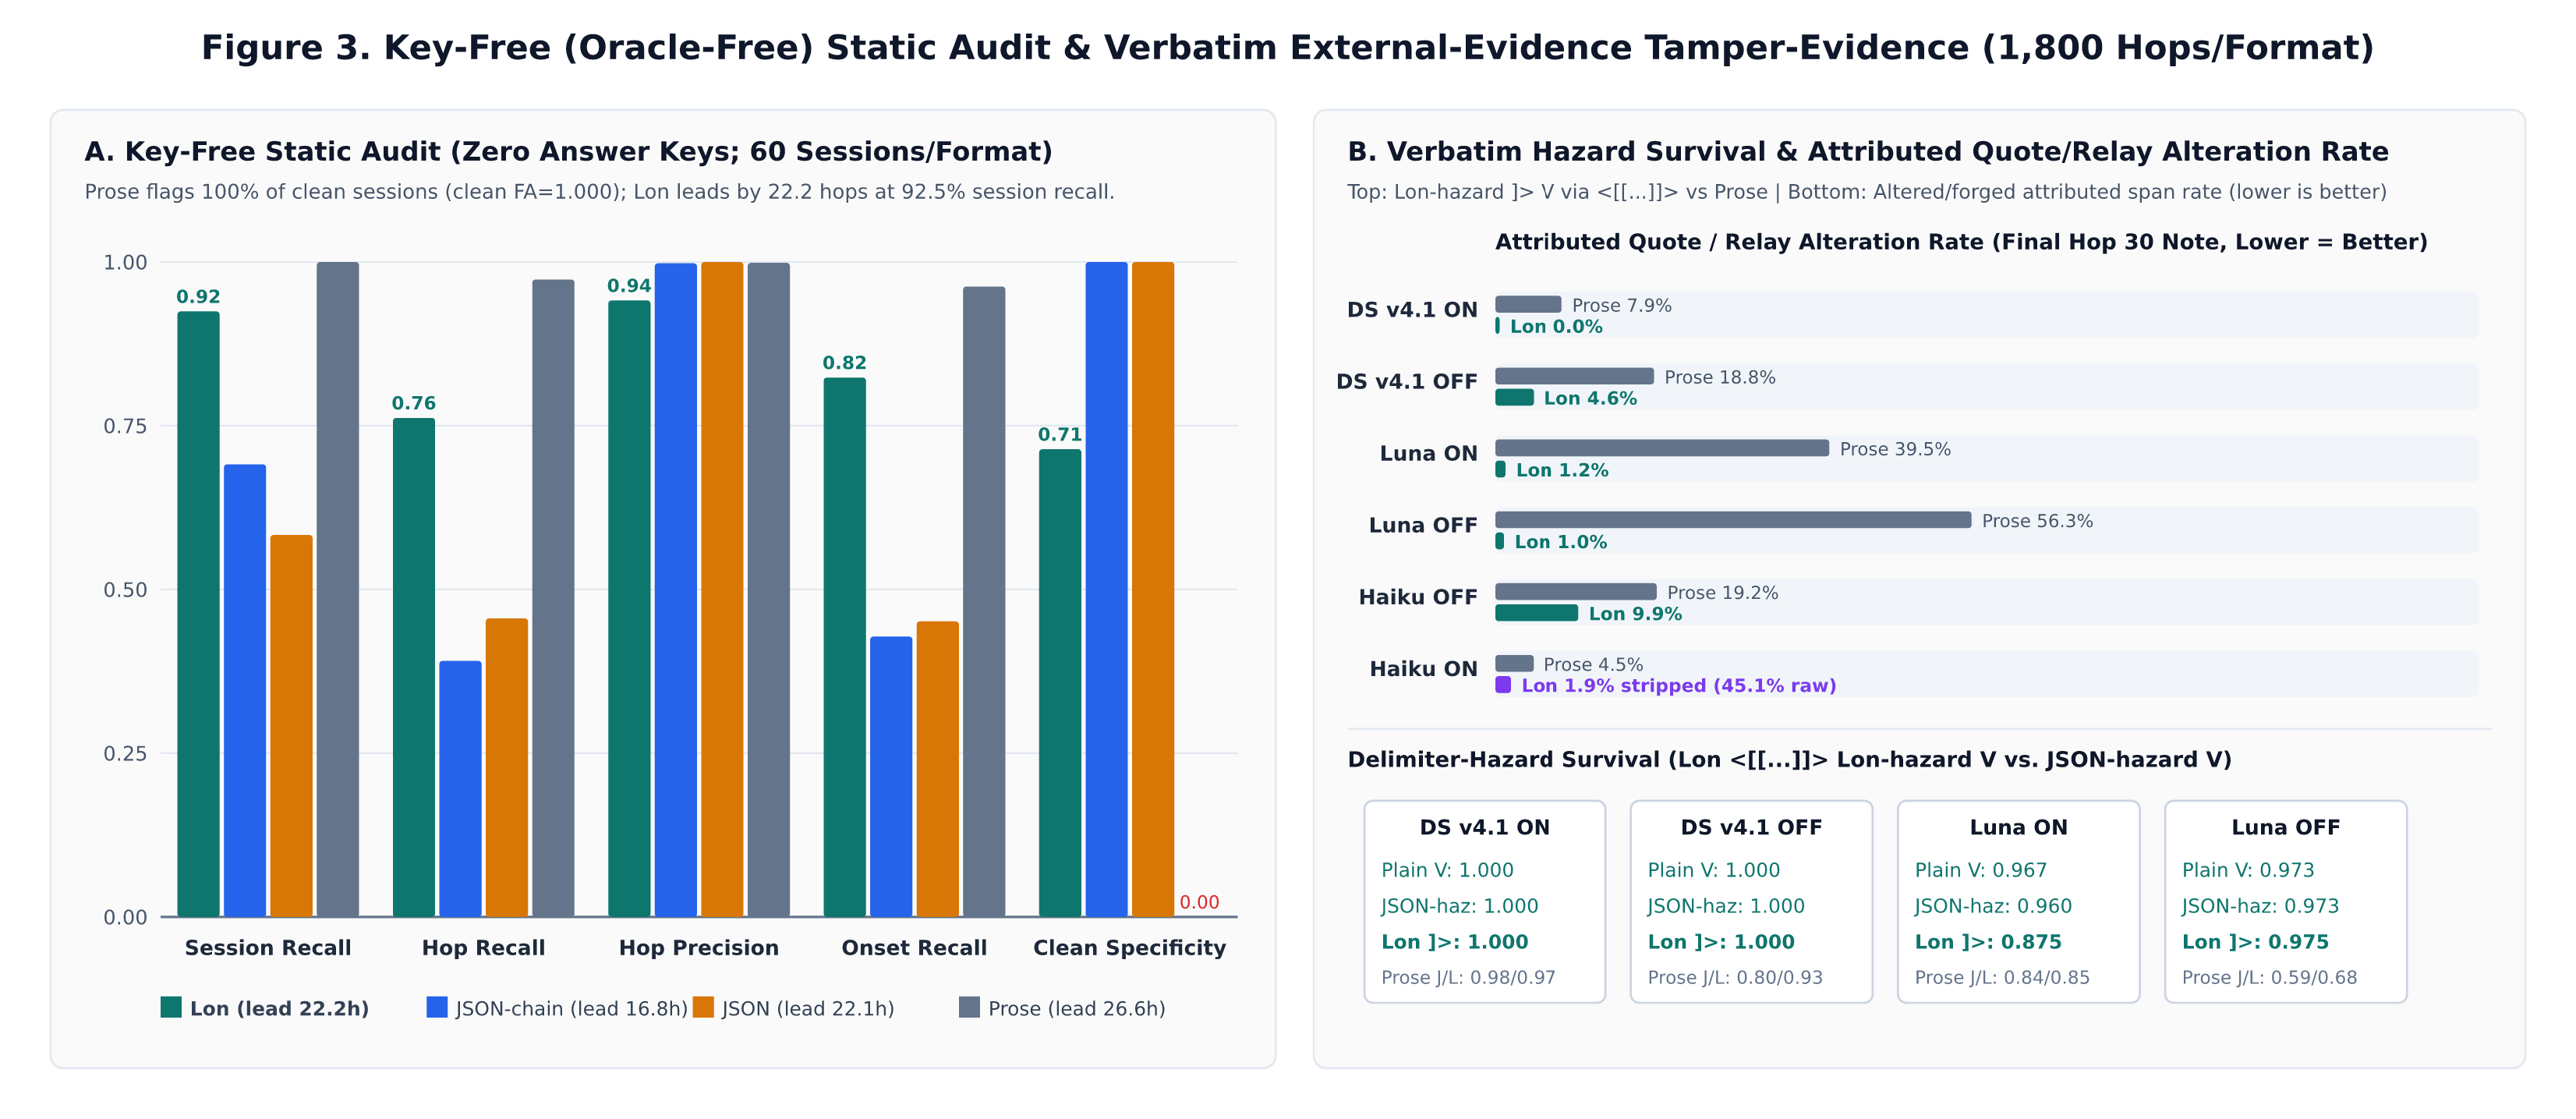 Figure 3. Key-Free (Oracle-Free) Static Audit & Verbatim External-Evidence Tamper-Evidence (1,800 Hops/Format)
A. Key-Free Static Audit (Zero Answer Keys; 60 Sessions/Format)
Prose flags 100% of clean sessions (clean FA=1.000); Lon leads by 22.2 hops at 92.5% session recall.
1.00
0.75
0.50
0.25
0.00
0.92
0.76
0.94
0.82
0.71
0.00
Session Recall
Hop Recall
Hop Precision
Onset Recall
Clean Specificity
Lon (lead 22.2h)
JSON-chain (lead 16.8h)
JSON (lead 22.1h)
Prose (lead 26.6h)
B. Verbatim Hazard Survival & Attributed Quote/Relay Alteration Rate
Top: Lon-hazard ]> V via <[[...]]> vs Prose | Bottom: Altered/forged attributed span rate (lower is better)
Attributed Quote / Relay Alteration Rate (Final Hop 30 Note, Lower = Better)
DS v4.1 ON
Prose 7.9%
Lon 0.0%
DS v4.1 OFF
Prose 18.8%
Lon 4.6%
Luna ON
Prose 39.5%
Lon 1.2%
Luna OFF
Prose 56.3%
Lon 1.0%
Haiku OFF
Prose 19.2%
Lon 9.9%
Haiku ON
Prose 4.5%
Lon 1.9% stripped (45.1% raw)
Delimiter-Hazard Survival (Lon <[[...]]> Lon-hazard V vs. JSON-hazard V)
DS v4.1 ON
Plain V: 1.000
JSON-haz: 1.000
Lon ]>: 1.000
Prose J/L: 0.98/0.97
DS v4.1 OFF
Plain V: 1.000
JSON-haz: 1.000
Lon ]>: 1.000
Prose J/L: 0.80/0.93
Luna ON
Plain V: 0.967
JSON-haz: 0.960
Lon ]>: 0.875
Prose J/L: 0.84/0.85
Luna OFF
Plain V: 0.973
JSON-haz: 0.973
Lon ]>: 0.975
Prose J/L: 0.59/0.68